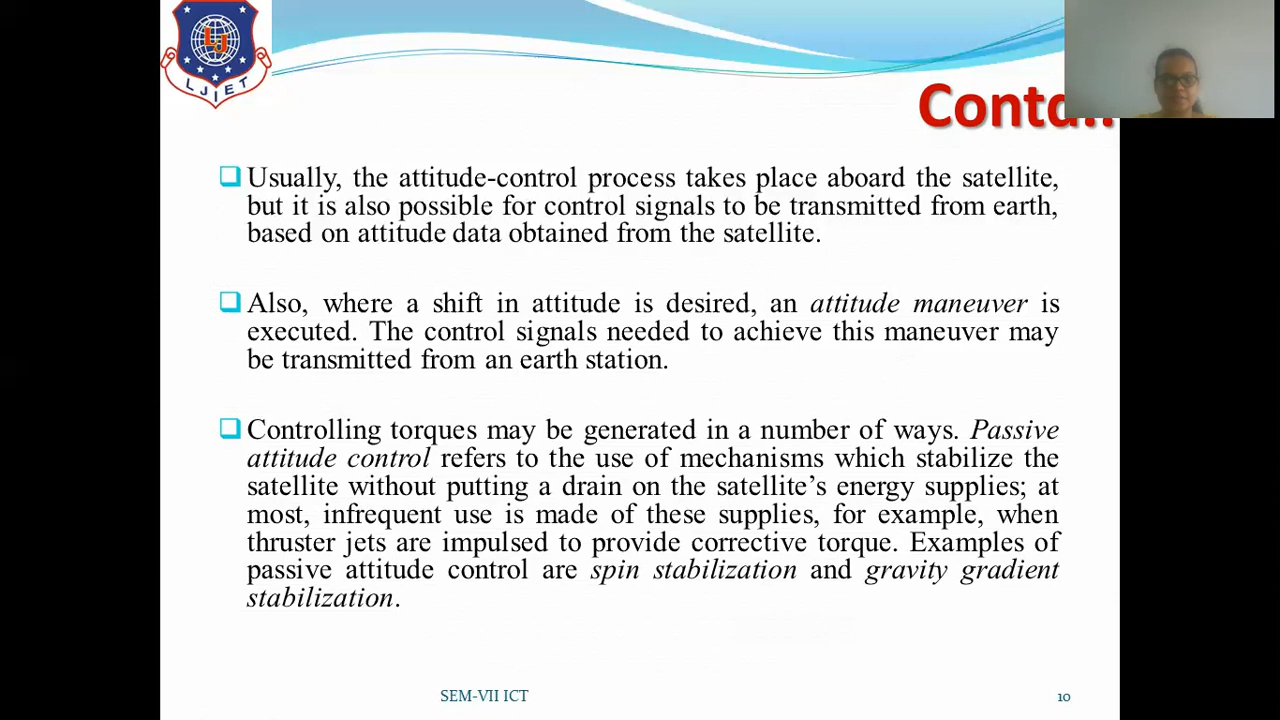 LJ
LJIET
Contd..
Usually, the attitude-control process takes place aboard the satellite,
but it is also possible for control signals to be transmitted from earth,
based on attitude data obtained from the satellite.
Also, where a shift in attitude is desired, an attitude maneuver is
executed. The control signals needed to achieve this maneuver may
be transmitted from an earth station.
Controlling torques may be generated in a number of ways. Passive
attitude control refers to the use of mechanisms which stabilize the
satellite without putting a drain on the satellite’s energy supplies; at
most, infrequent use is made of these supplies, for example, when
thruster jets are impulsed to provide corrective torque. Examples of
passive attitude control are spin stabilization and gravity gradient
stabilization.
SEM-VII ICT
10